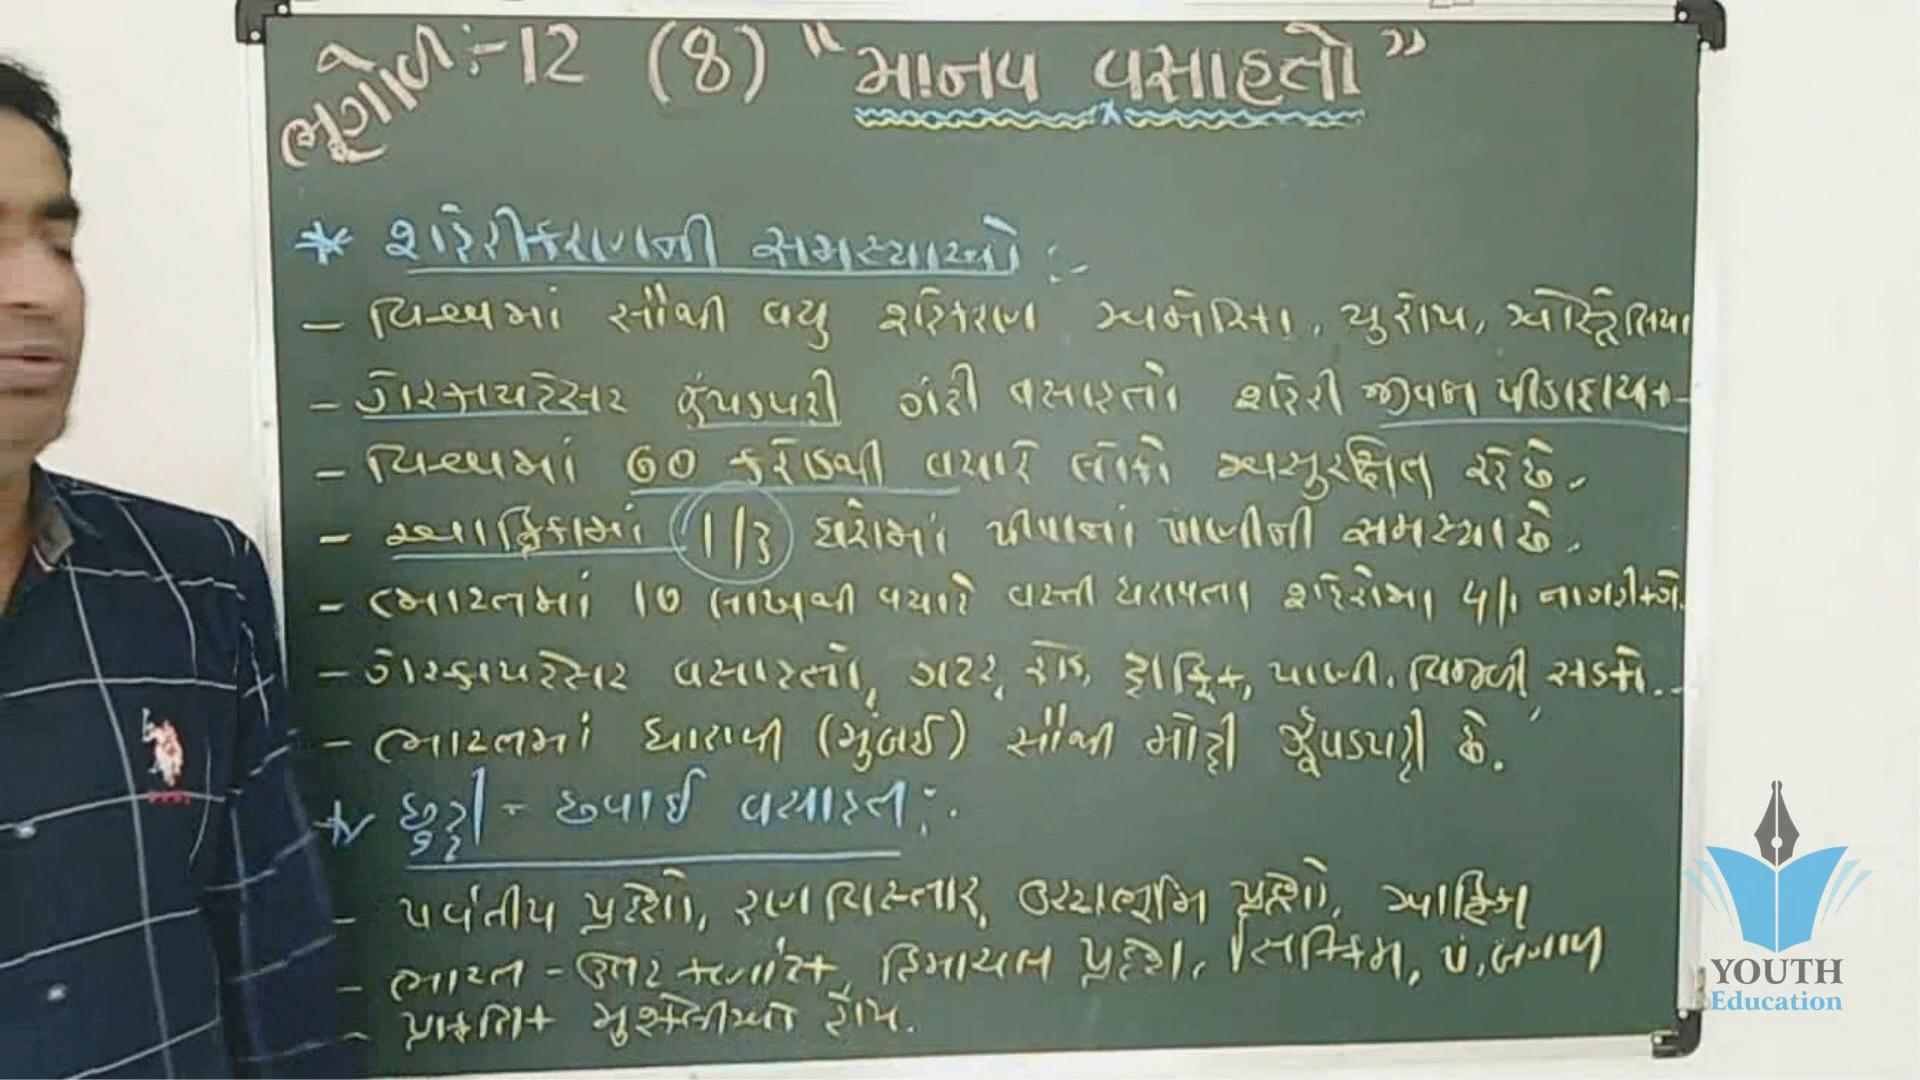 ભૂગોળ:-12 (8) "માનવ વસાહતો"
* શહેરીકરણની સમસ્યાઓ :-
- વિશ્વમાં સૌથી વધુ શહેરીકરણ અમેરિકા, યુરોપ, ઓસ્ટ્રેલિયા
- ગેરકાયદેસર ઝુંપડપટ્ટી ગંદી વસાહતો શહેરી જીવન પીડાદાયક -
- વિશ્વમાં 60 કરોડથી વધારે લોકો અસુરક્ષિત રહે છે.
- આફ્રિકામાં 1/3 ઘરોમાં પીવાનાં પાણીની સમસ્યા છે.
- ભારતમાં 10 લાખથી વધારે વસ્તી ધરાવતા શહેરોમાં
- ગેરકાયદેસર વસાહતો, ગટર, રોડ, ટ્રાફિક, પાણી, વિજળી, સડકો..
- ભારતમાં ધારાવી (મુંબઈ) સૌથી મોટી ઝૂંપડપટ્ટી છે.
* છુટ્ટી - છવાઈ વસાહત :-
- પર્વતીય પ્રદેશો, રણ વિસ્તાર, ઉચ્ચભૂમિ પ્રદેશો, આફ્રિકા
- ભારત - ઉત્તરાખંડ, હિમાચલ પ્રદેશ, સિક્કિમ, પં. બંગાળ
- પ્રાકૃતિક મુશ્કેલીઓ હોય.
YOUTH
Education